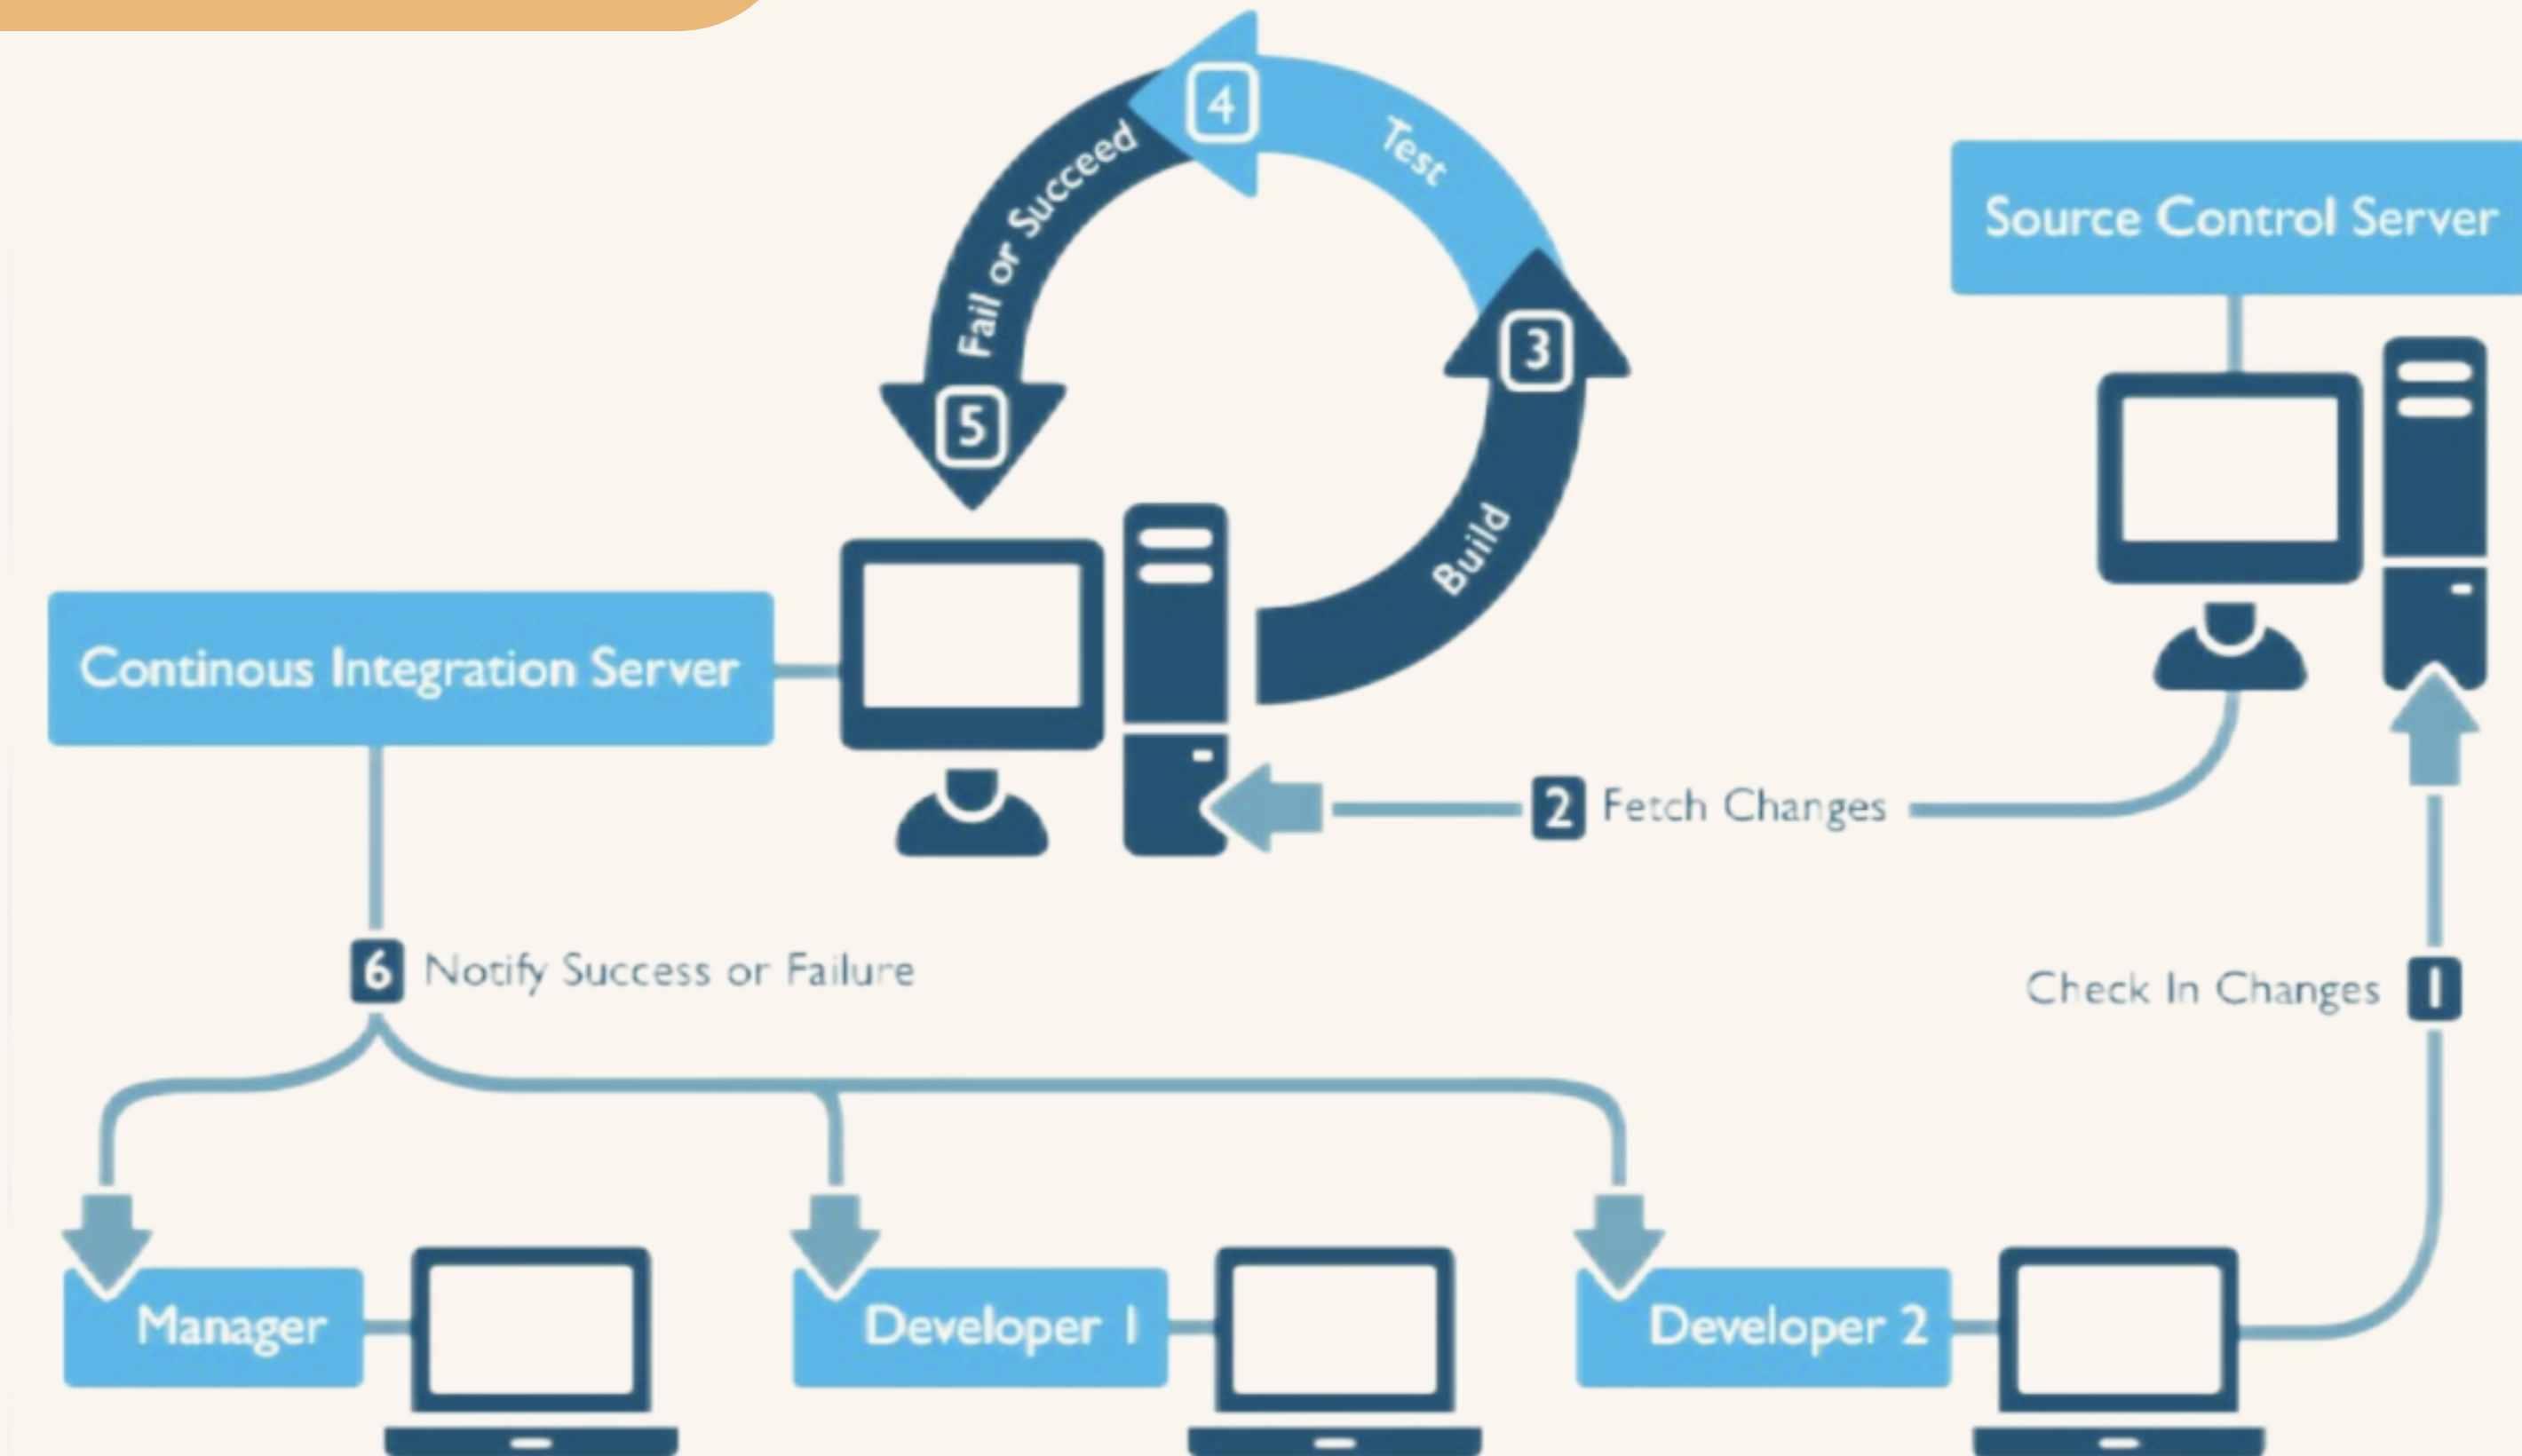 4
Test
Fail or Succeed
Source Control Server
3
5
Build
Continous Integration Server
2 Fetch Changes
6 Notify Success or Failure
Check In Changes 1
Manager
Developer 1
Developer 2